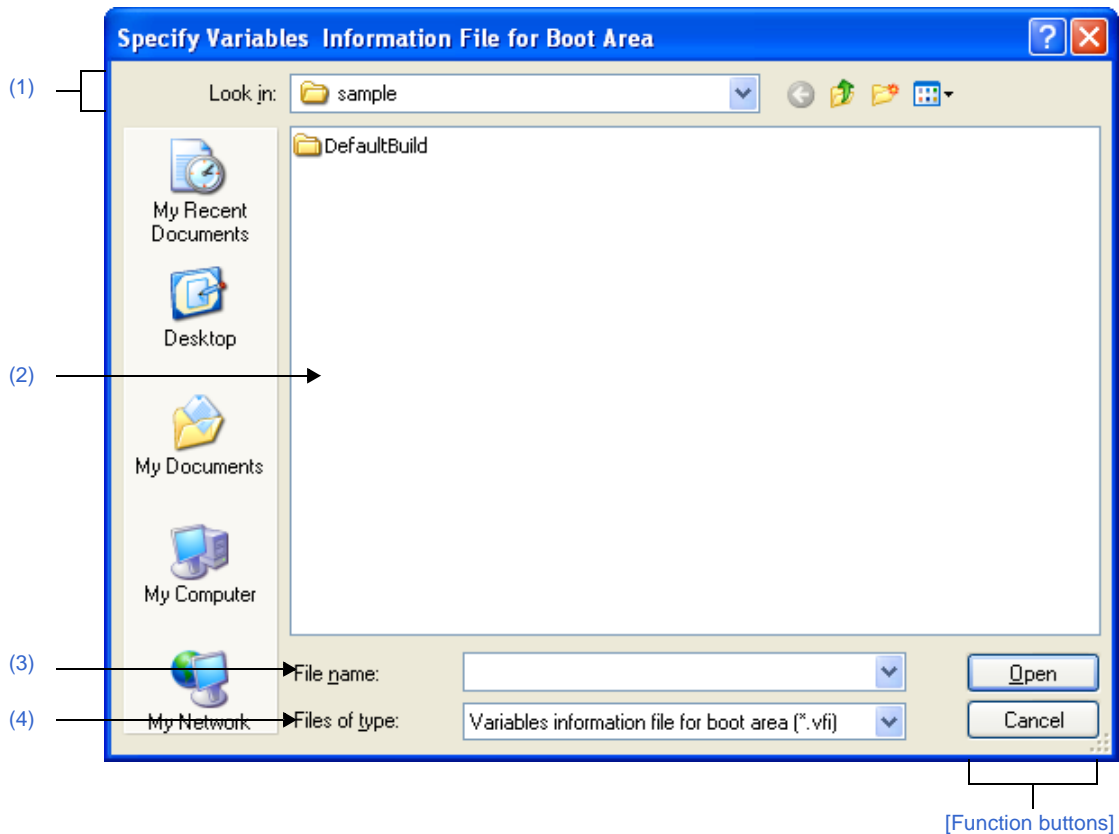 Specify Variables Information File for Boot Area
(1)
Look in:
sample
DefaultBuild
My Recent
Documents
Desktop
(2)
My Documents
My Computer
(3)
File name:
Open
My Network
(4)
Files of type:
Variables information file for boot area (*.vfi)
Cancel
[Function buttons]